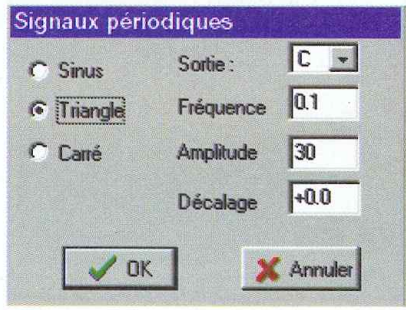 Signaux périodiques
Sinus
Triangle
Carré
Sortie : C
Fréquence 0.1
Amplitude 30
Décalage +0.0
OK
Annuler